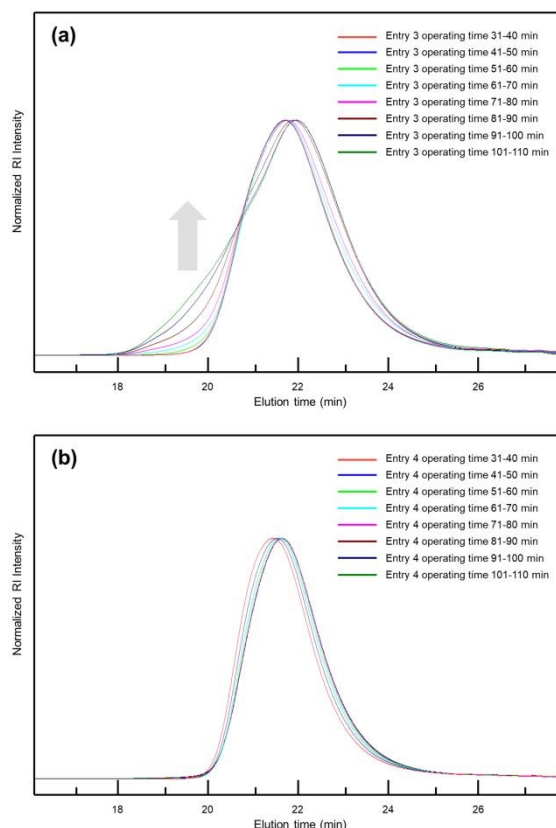 (a)
Entry 3 operating time 31-40 min
Entry 3 operating time 41-50 min
Entry 3 operating time 51-60 min
Entry 3 operating time 61-70 min
Entry 3 operating time 71-80 min
Entry 3 operating time 81-90 min
Entry 3 operating time 91-100 min
Entry 3 operating time 101-110 min
Normalized RI Intensity
18 20 22 24 26
Elution time (min)
(b)
Entry 4 operating time 31-40 min
Entry 4 operating time 41-50 min
Entry 4 operating time 51-60 min
Entry 4 operating time 61-70 min
Entry 4 operating time 71-80 min
Entry 4 operating time 81-90 min
Entry 4 operating time 91-100 min
Entry 4 operating time 101-110 min
Normalized RI Intensity
18 20 22 24 26
Elution time (min)